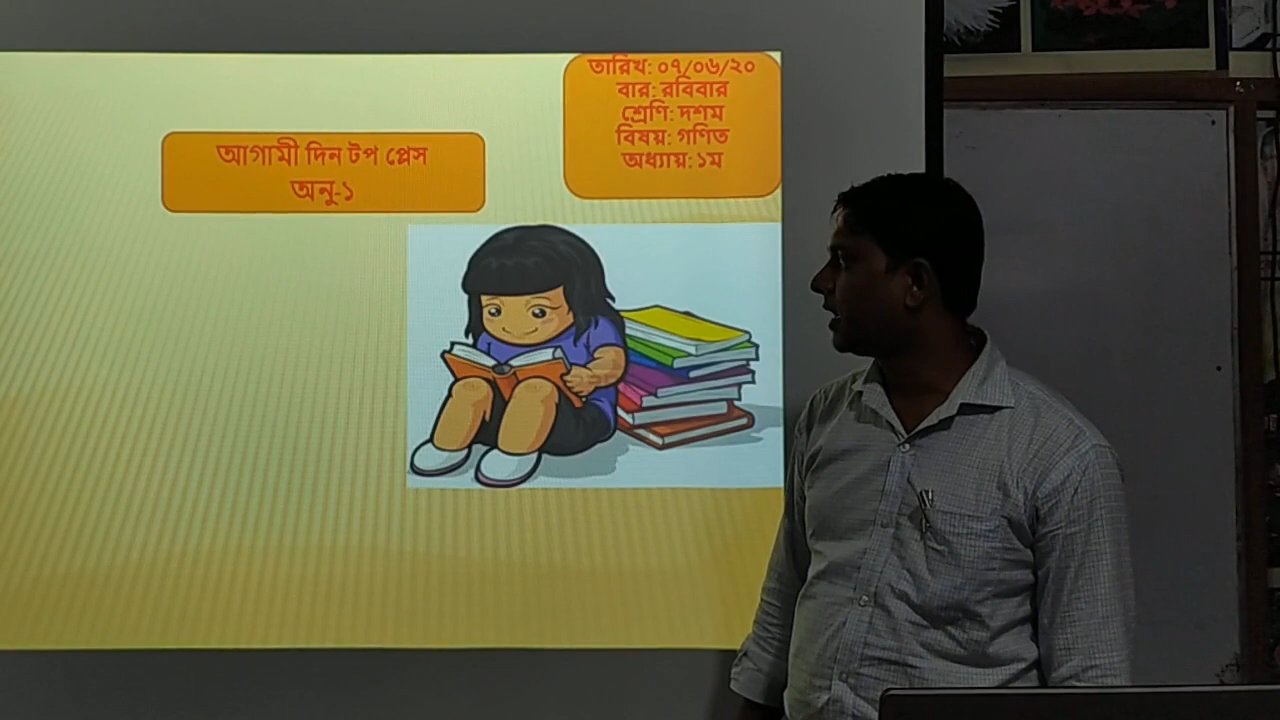 আগামী দিন টপ প্লেস
অনু-১
তারিখ: ০৭/০৬/২০
বার: রবিবার
শ্রেণি: দশম
বিষয়: গণিত
অধ্যায়: ১ম